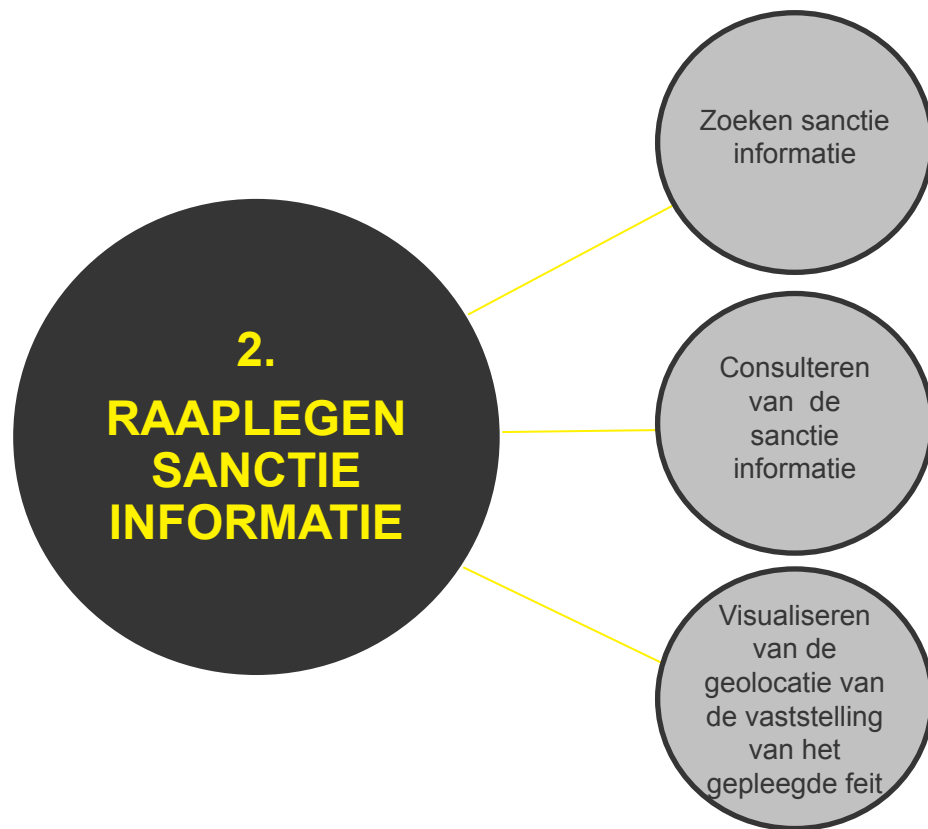 2.
RAAPLEGEN
SANCTIE
INFORMATIE
Zoeken sanctie
informatie
Consulteren
van de
sanctie
informatie
Visualiseren
van de
geolocatie van
de vaststelling
van het
gepleegde feit